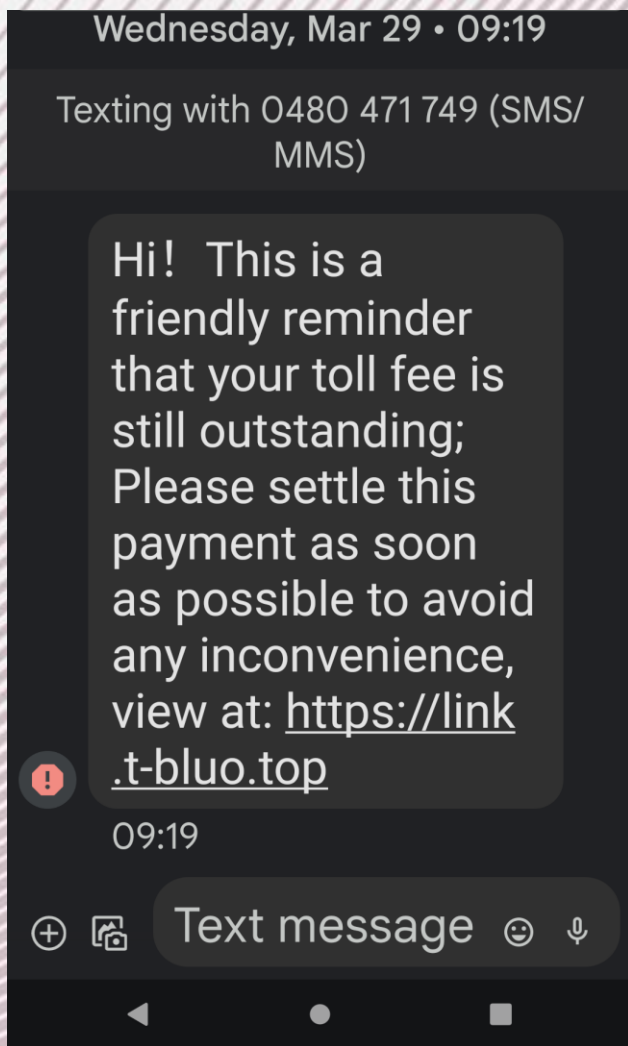 Wednesday, Mar 29 • 09:19
Texting with 0480 471 749 (SMS/
MMS)
Hi！ This is a
friendly reminder
that your toll fee is
still outstanding;
Please settle this
payment as soon
as possible to avoid
any inconvenience,
view at: https://link
.t-bluo.top
09:19
Text message